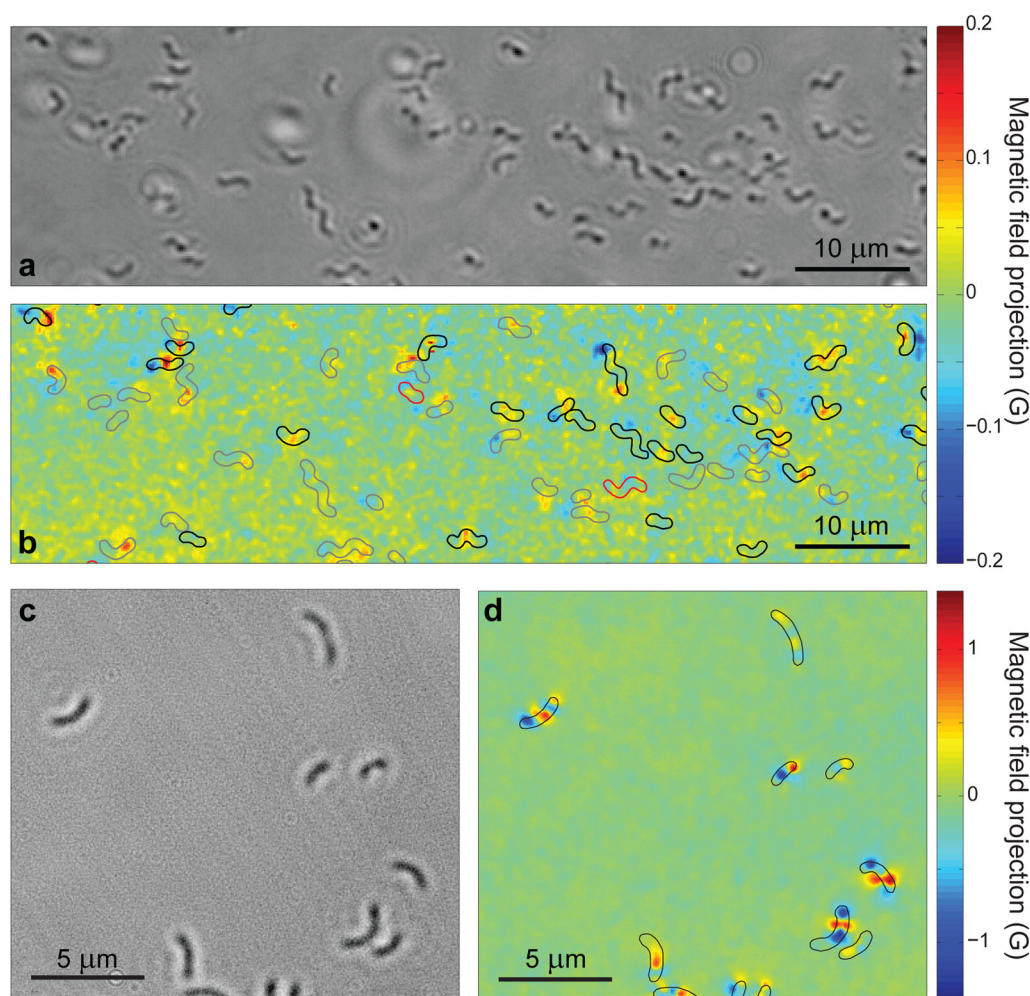 0.2
0.1
0
−0.1
−0.2
Magnetic field projection (G)
10 μm
a
10 μm
b
c
5 μm
d
5 μm
1
0
−1
Magnetic field projection (G)